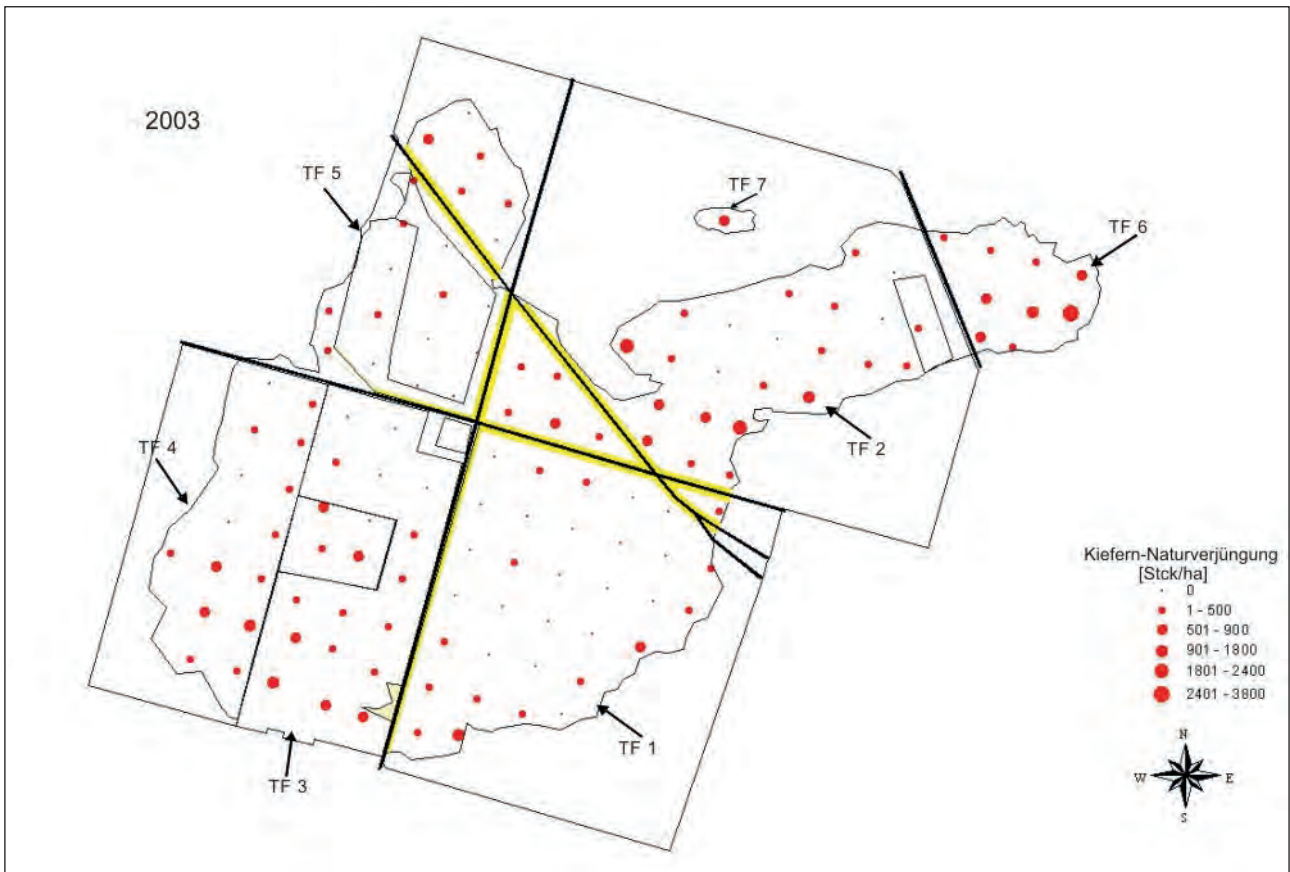 2003
TF 5
TF 7
TF 6
TF 4
TF 2
TF 1
TF 3
Kiefern-Naturverjüngung
[Stck/ha]
0
1 - 500
501 - 900
901 - 1800
1801 - 2400
2401 - 3800
N
W
E
S